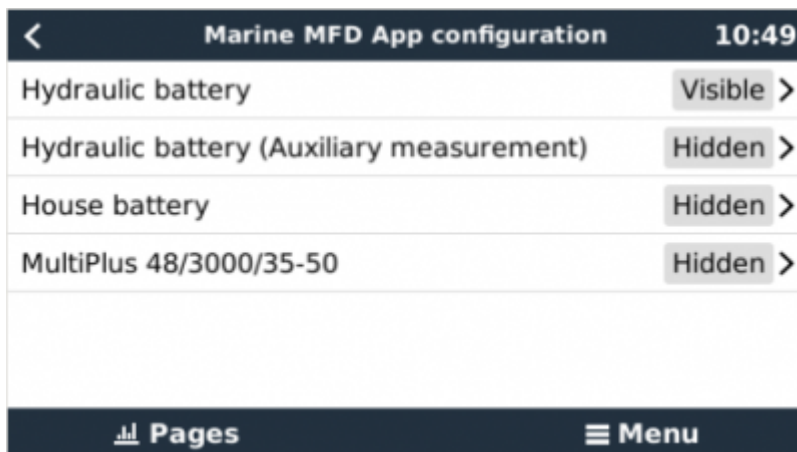 Marine MFD App configuration 10:49
Hydraulic battery Visible
Hydraulic battery (Auxiliary measurement) Hidden
House battery Hidden
MultiPlus 48/3000/35-50 Hidden
Pages Menu